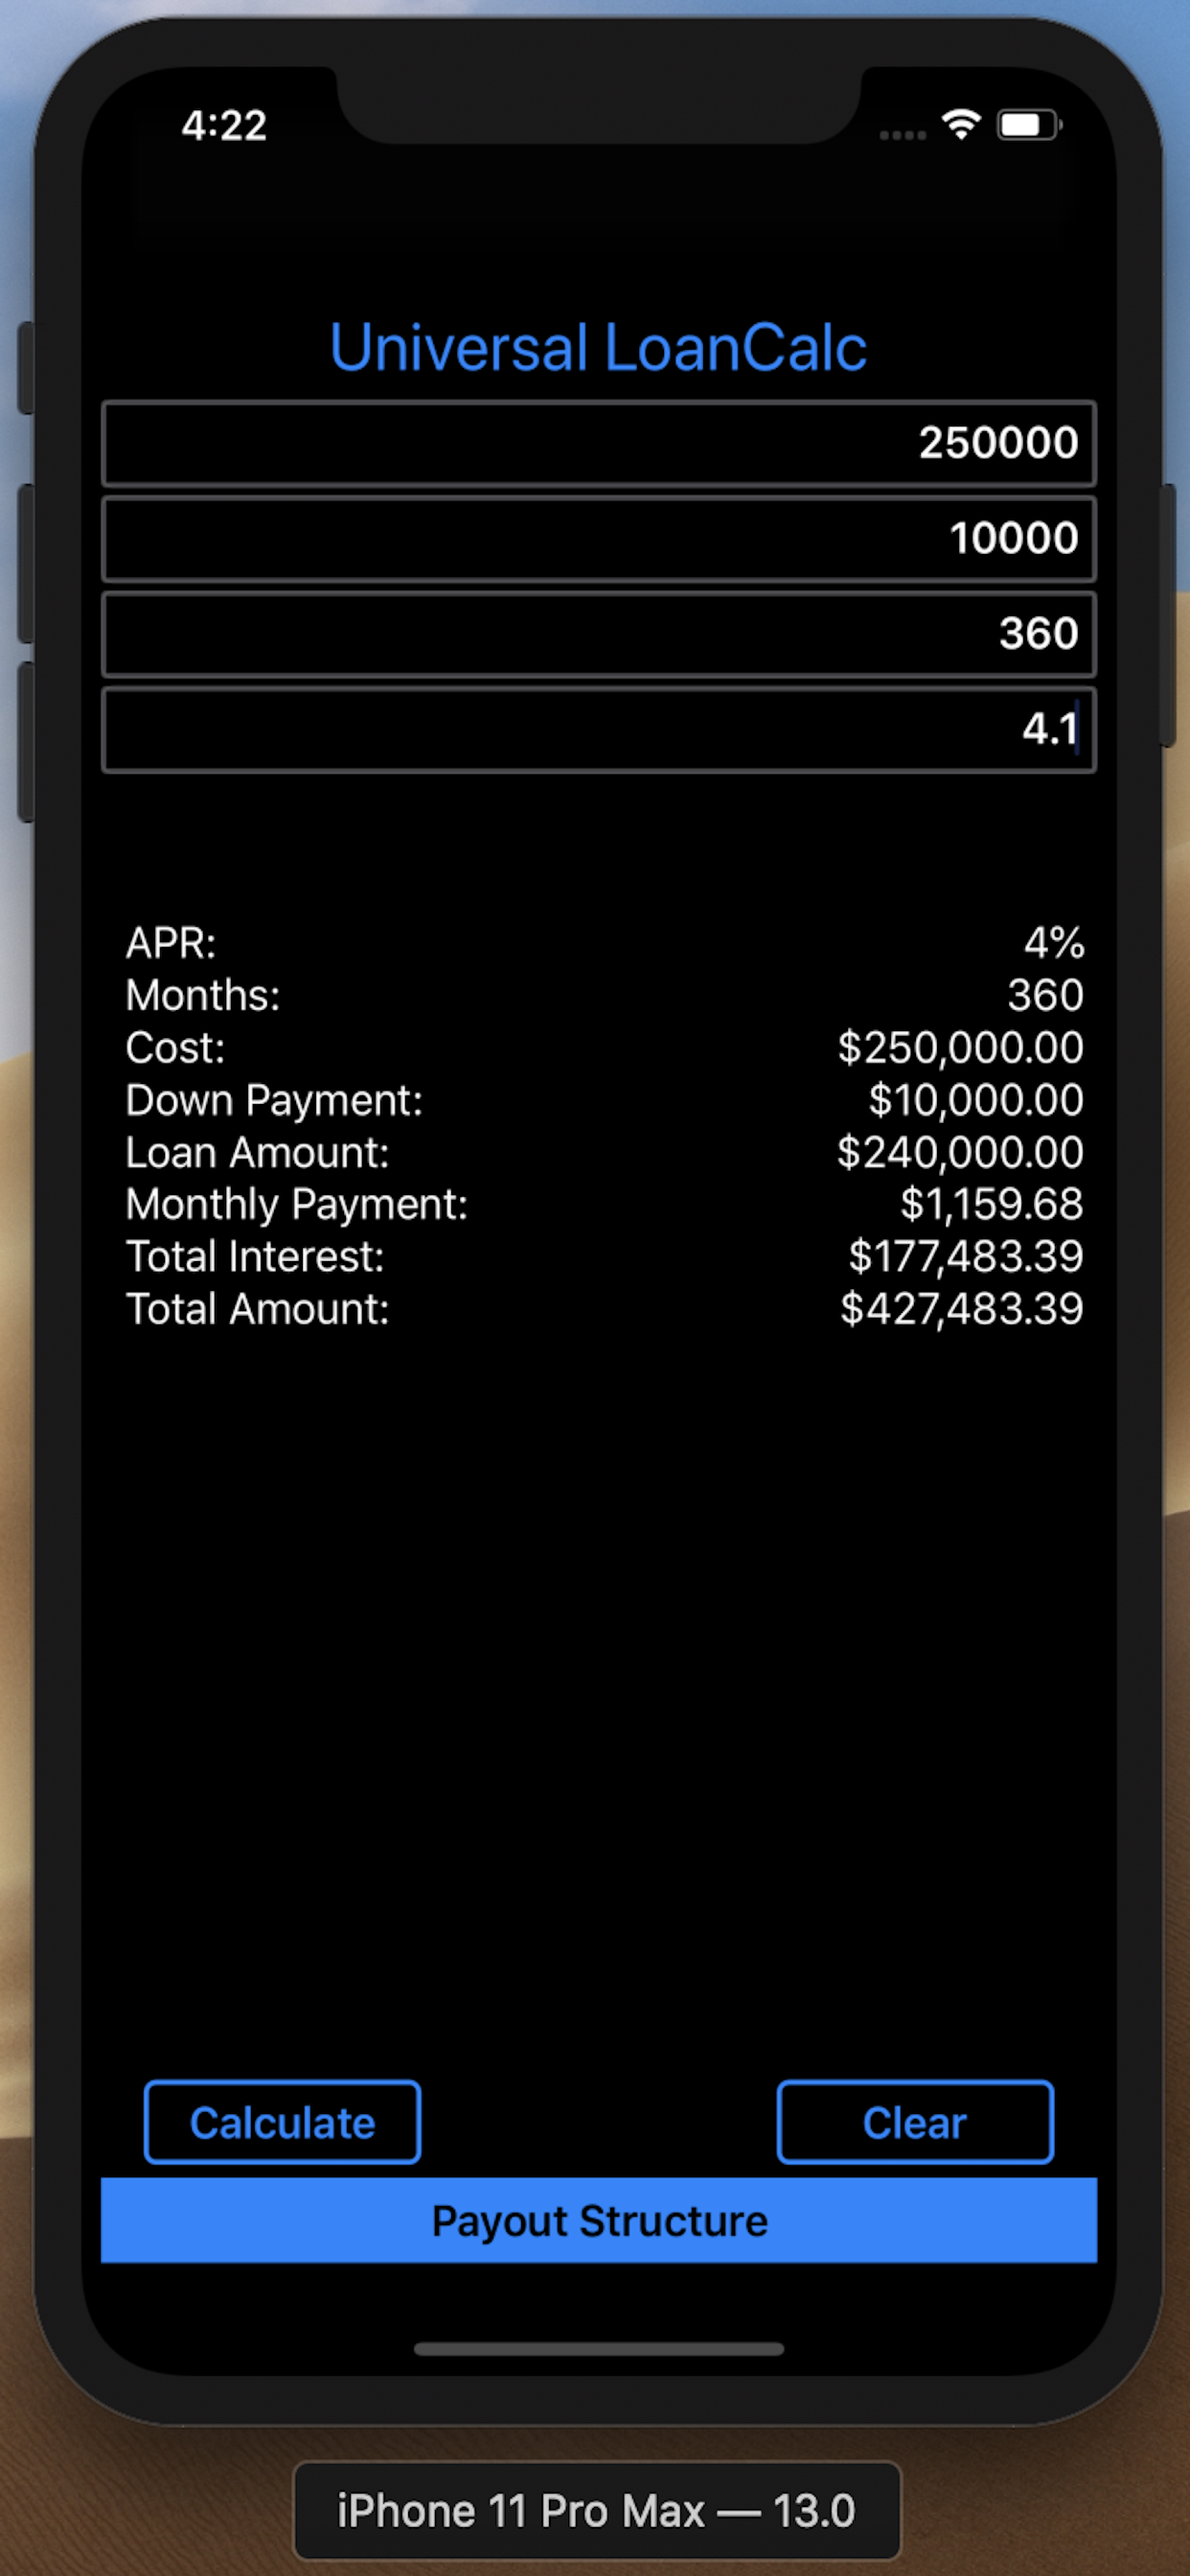 4:22
Universal LoanCalc
250000
10000
360
4.1
APR: 4%
Months: 360
Cost: $250,000.00
Down Payment: $10,000.00
Loan Amount: $240,000.00
Monthly Payment: $1,159.68
Total Interest: $177,483.39
Total Amount: $427,483.39
Calculate Clear
Payout Structure
iPhone 11 Pro Max — 13.0